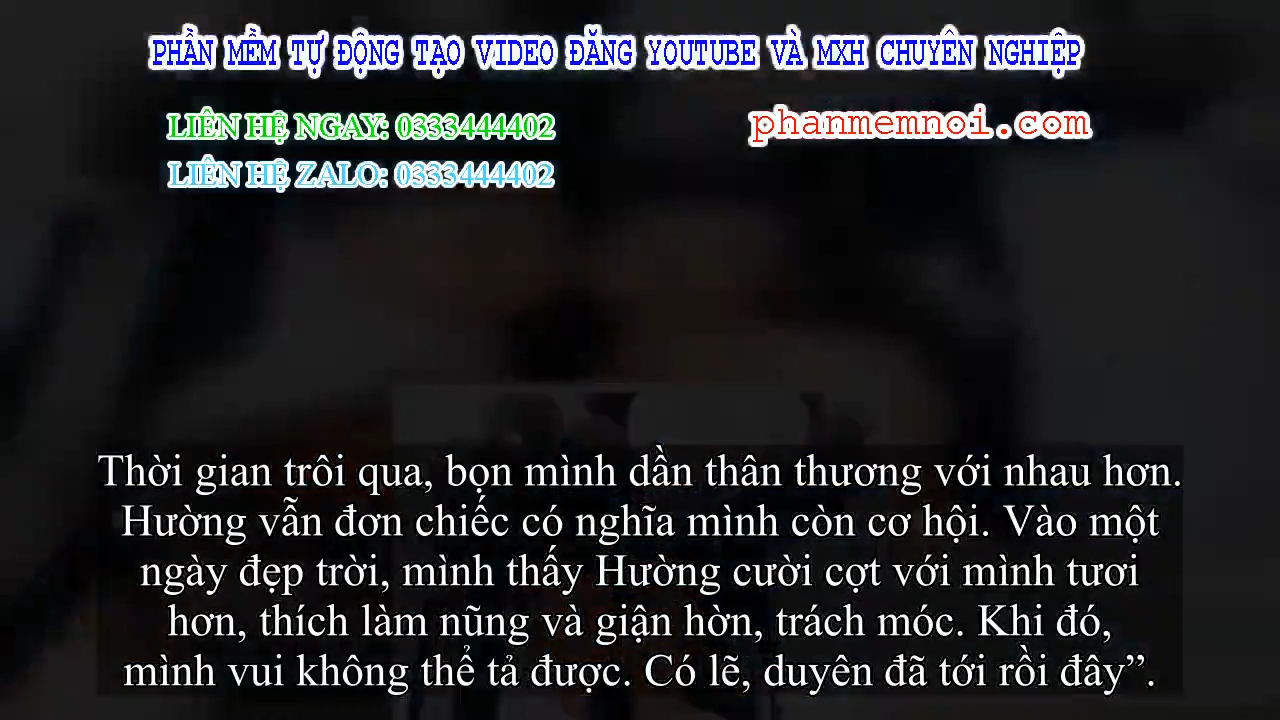 PHẦN MỀM TỰ ĐỘNG TẠO VIDEO ĐĂNG YOUTUBE VÀ MXH CHUYÊN NGHIỆP
LIÊN HỆ NGAY: 0333444402
phanmemnoi.com
LIÊN HỆ ZALO: 0333444402
Thời gian trôi qua, bọn mình dần thân thương với nhau hơn.
Hường vẫn đơn chiếc có nghĩa mình còn cơ hội. Vào một
ngày đẹp trời, mình thấy Hường cười cợt với mình tươi
hơn, thích làm nũng và giận hờn, trách móc. Khi đó,
mình vui không thể tả được. Có lẽ, duyên đã tới rồi đây”.